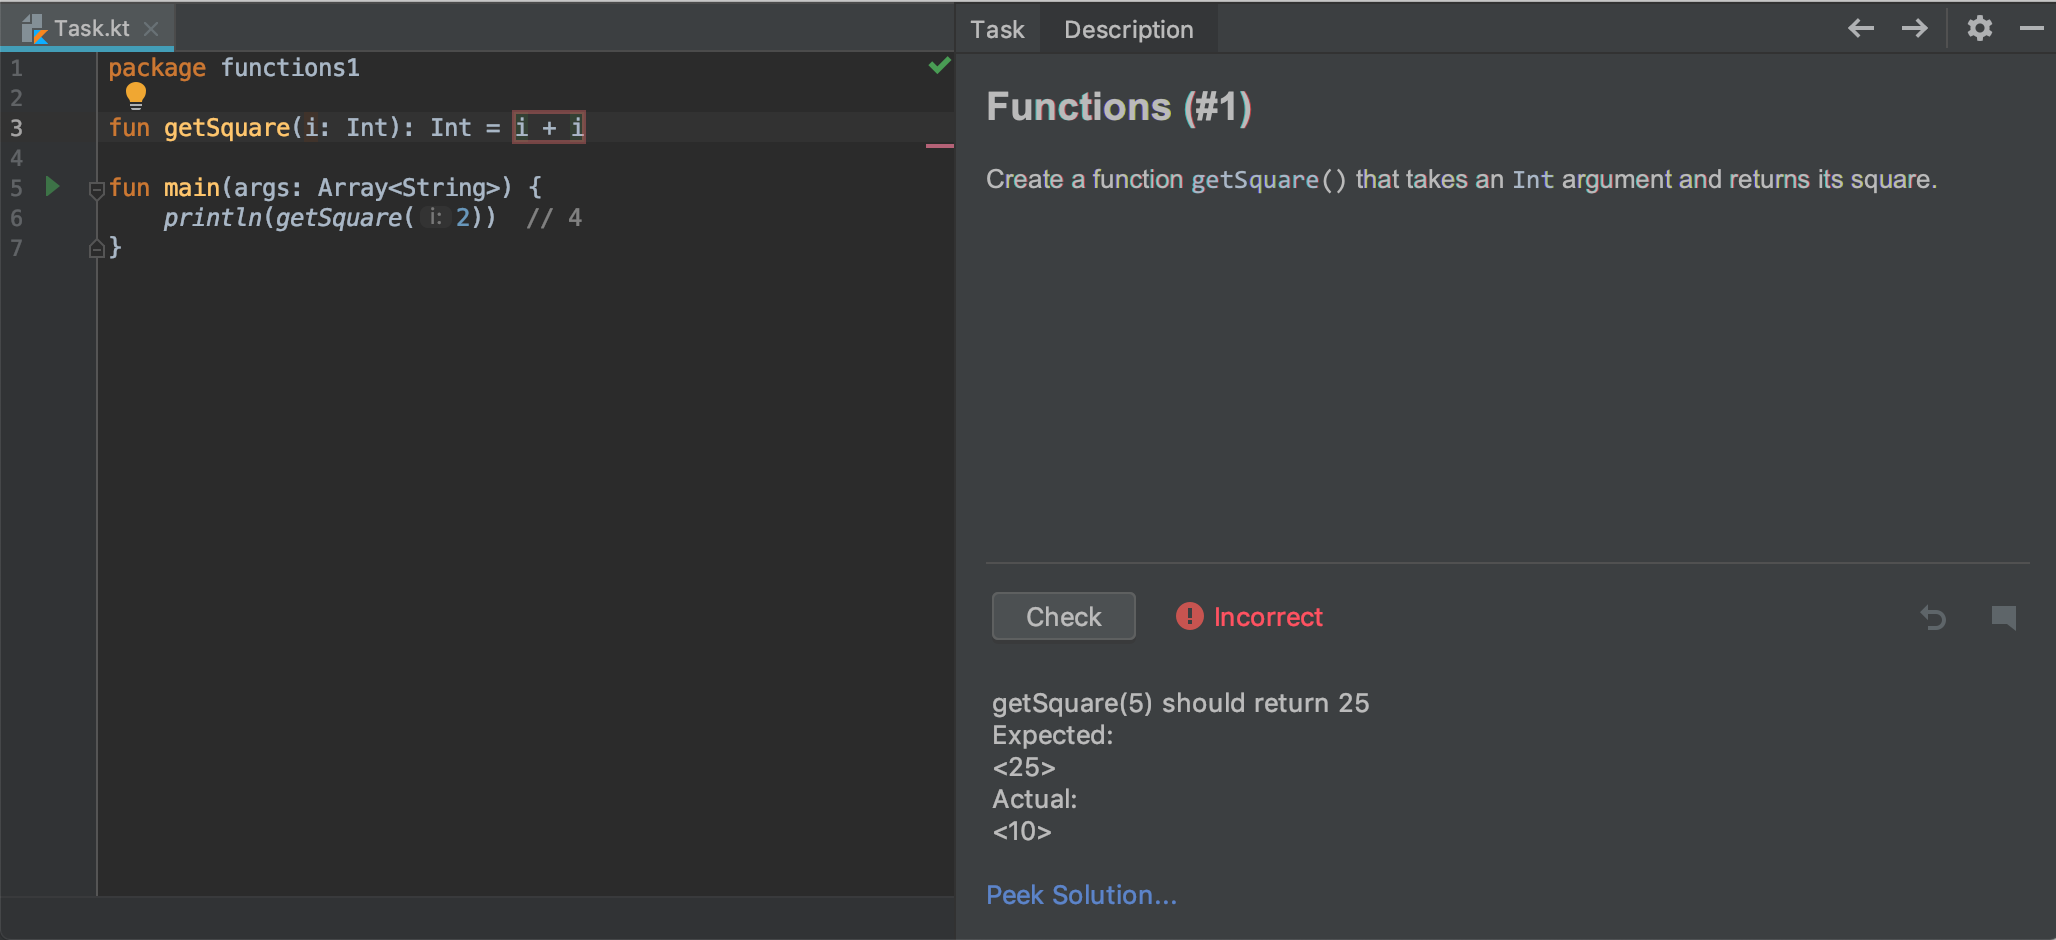 Task.kt
1 package functions1
2
3 fun getSquare(i: Int): Int = i + i
4
5 fun main(args: Array<String>) {
6 println(getSquare( i: 2))  // 4
7 }
Task Description
Functions (#1)
Create a function getSquare() that takes an Int argument and returns its square.
Check Incorrect
getSquare(5) should return 25
Expected:
<25>
Actual:
<10>
Peek Solution...